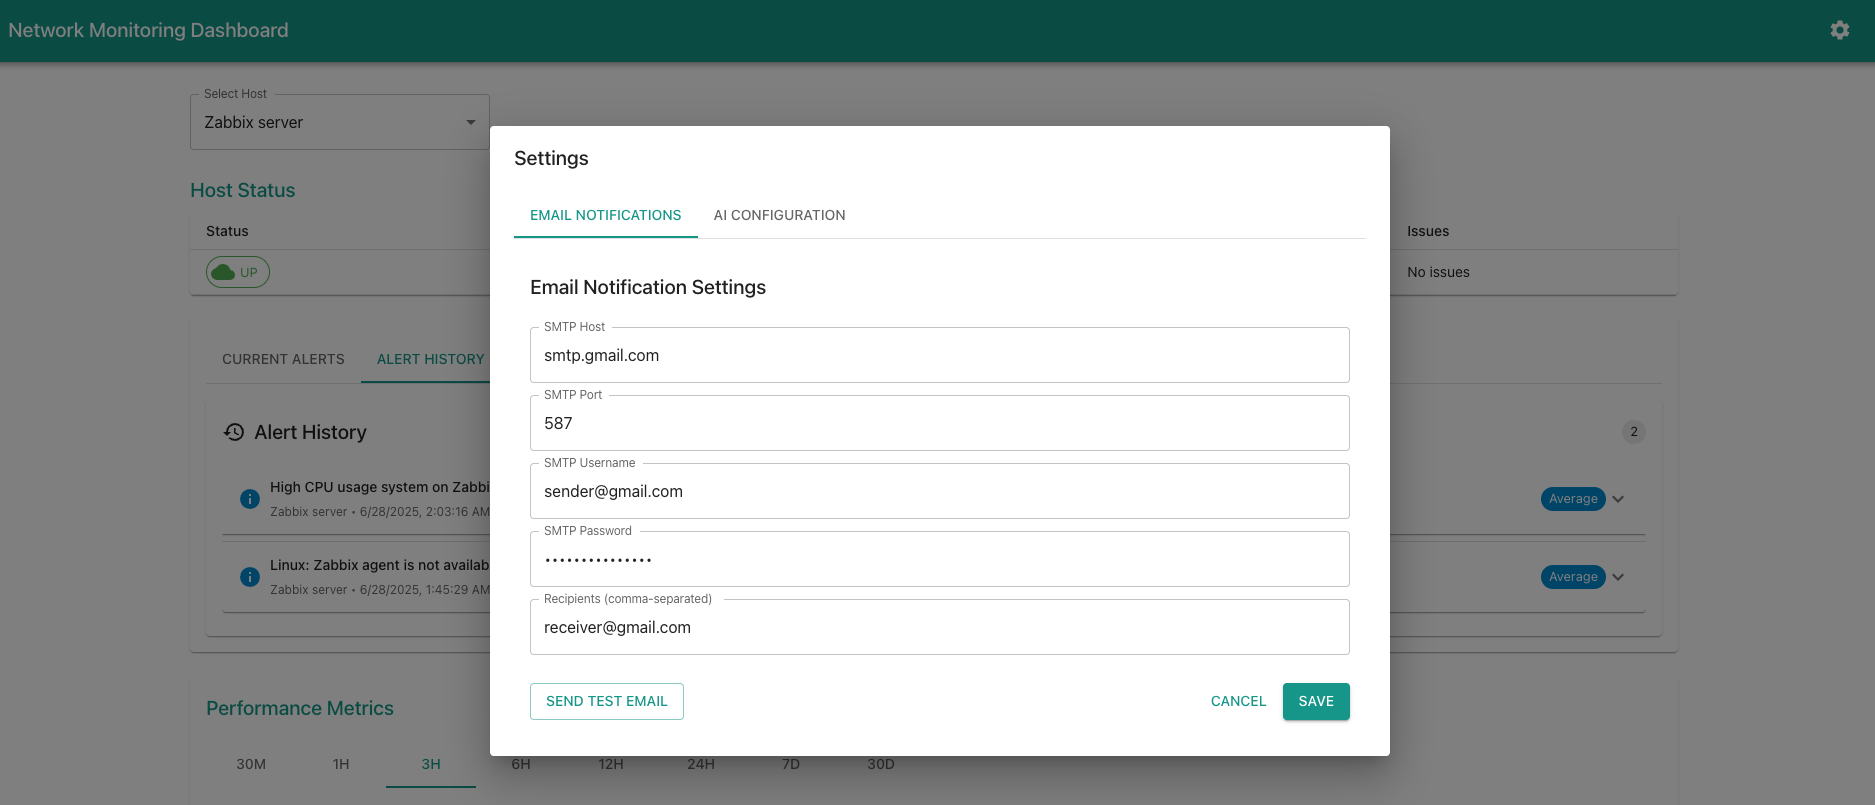 Network Monitoring Dashboard
Select Host
Zabbix server
Host Status
Status
Issues
UP
No issues
CURRENT ALERTS
ALERT HISTORY
Alert History
2
High CPU usage system on Zabbi
Zabbix server • 6/28/2025, 2:03:16 AM
Average
Linux: Zabbix agent is not availab
Zabbix server • 6/28/2025, 1:45:29 AM
Average
Performance Metrics
30M 1H 3H 6H 12H 24H 7D 30D
Settings
EMAIL NOTIFICATIONS
AI CONFIGURATION
Email Notification Settings
SMTP Host
smtp.gmail.com
SMTP Port
587
SMTP Username
sender@gmail.com
SMTP Password
•••••••••••••••
Recipients (comma-separated)
receiver@gmail.com
SEND TEST EMAIL
CANCEL
SAVE